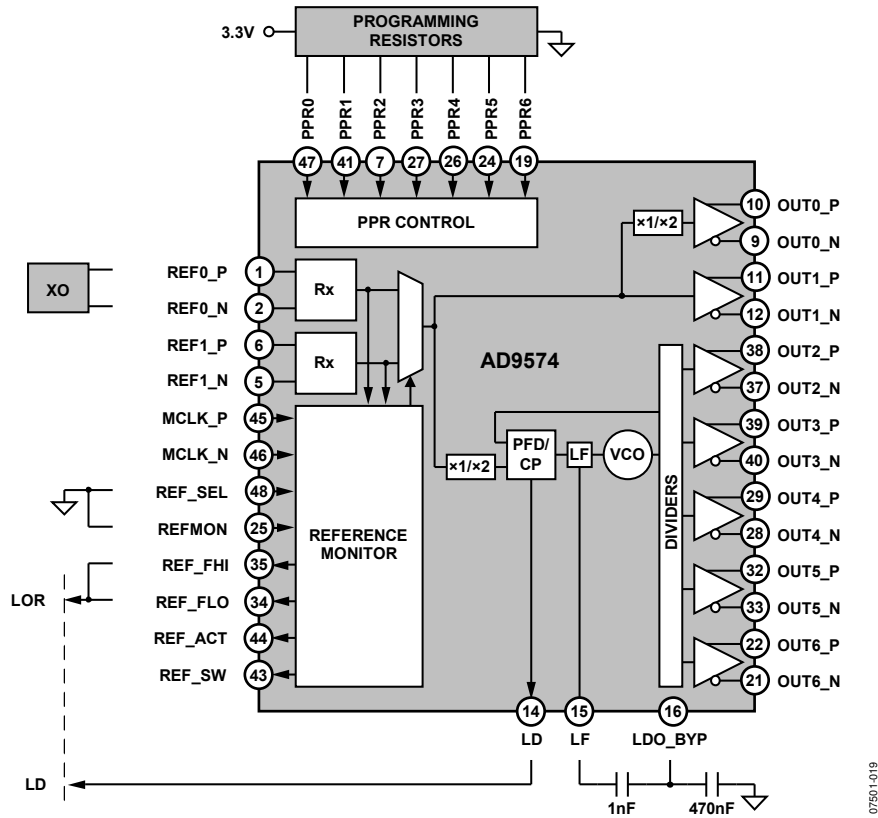 PROGRAMMING
RESISTORS
3.3V
PPR0
PPR1
PPR2
PPR3
PPR4
PPR5
PPR6
47
41
7
27
26
24
19
PPR CONTROL
XO
REF0_P
1
REF0_N
2
REF1_P
6
REF1_N
5
MCLK_P
45
MCLK_N
46
REF_SEL
48
REFMON
25
REF_FHI
35
REF_FLO
34
REF_ACT
44
REF_SW
43
LOR
LD
Rx
Rx
REFERENCE
MONITOR
AD9574
×1/×2
×1/×2
PFD/
CP
LF
VCO
DIVIDERS
10
OUT0_P
9
OUT0_N
11
OUT1_P
12
OUT1_N
38
OUT2_P
37
OUT2_N
39
OUT3_P
40
OUT3_N
29
OUT4_P
28
OUT4_N
32
OUT5_P
33
OUT5_N
22
OUT6_P
21
OUT6_N
14
15
16
LD
LF
LDO_BYP
1nF
470nF
07501-019